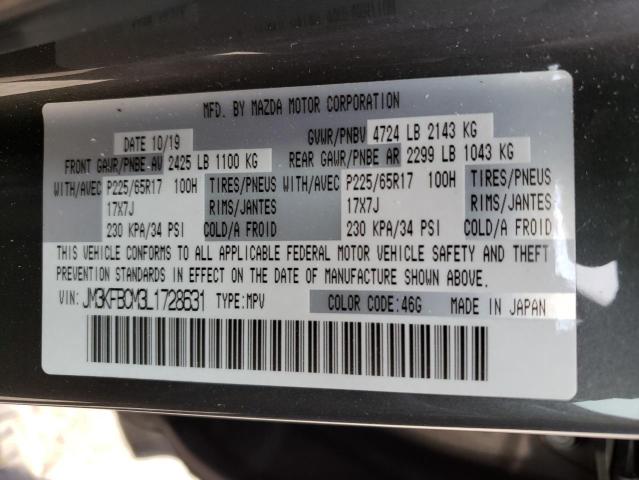 MFD. BY MAZDA MOTOR CORPORATION
DATE 10/19 GVWR/PNBV 4724 LB 2143 KG
FRONT GAWR/PNBE AV 2425 LB 1100 KG REAR GAWR/PNBE AR 2299 LB 1043 KG
WITH/AVEC P225/65R17 100H TIRES/PNEUS WITH/AVEC P225/65R17 100H TIRES/PNEUS
17X7J RIMS/JANTES 17X7J RIMS/JANTES
230 KPA/34 PSI COLD/A FROID 230 KPA/34 PSI COLD/A FROID
THIS VEHICLE CONFORMS TO ALL APPLICABLE FEDERAL MOTOR VEHICLE SAFETY AND THEFT
PREVENTION STANDARDS IN EFFECT ON THE DATE OF MANUFACTURE SHOWN ABOVE.
VIN: JM3KFBCM3L1728631 TYPE:MPV COLOR CODE:46G MADE IN JAPAN